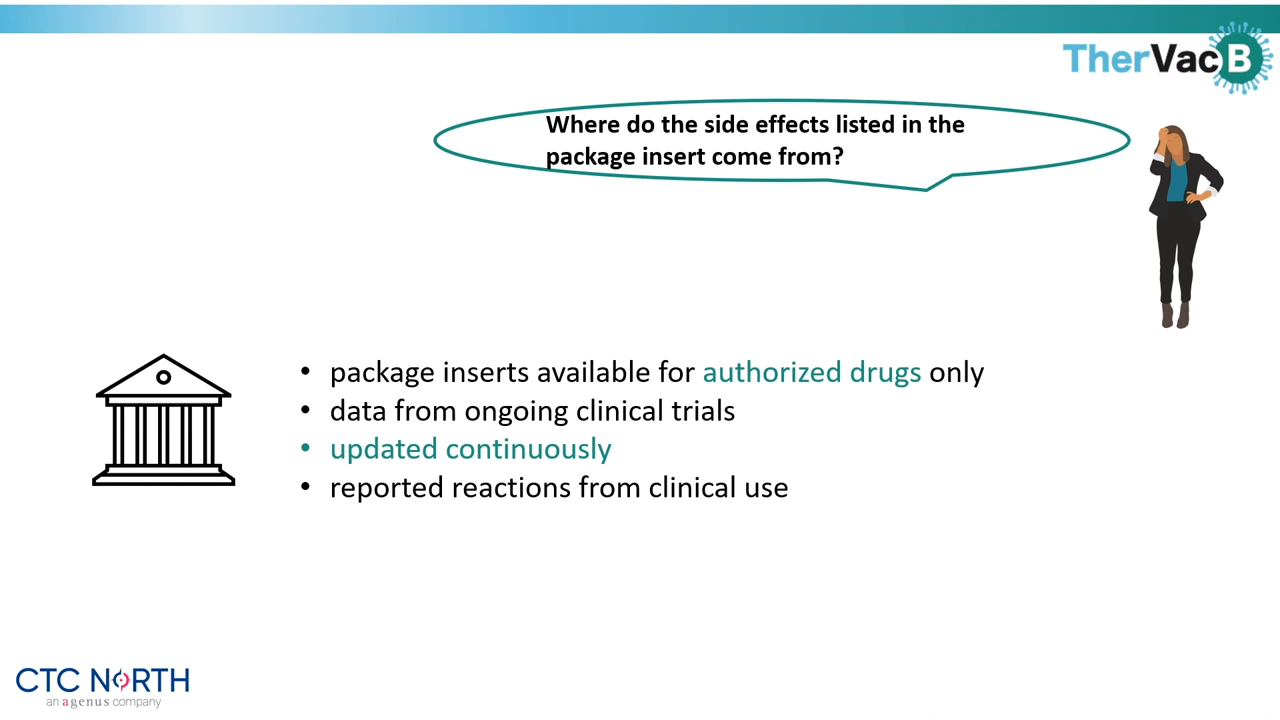 TherVacB
Where do the side effects listed in the
package insert come from?
• package inserts available for authorized drugs only
• data from ongoing clinical trials
• updated continuously
• reported reactions from clinical use
CTC NORTH
an agenus company